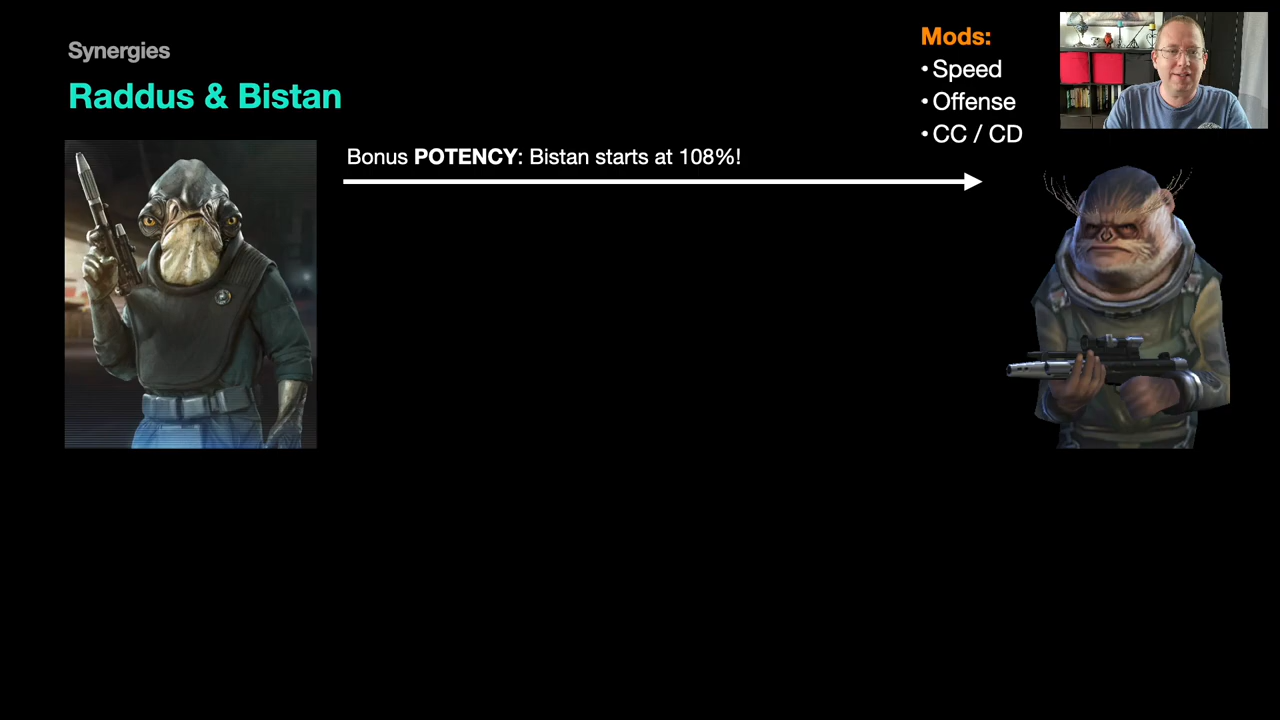 Synergies
Raddus & Bistan
Mods:
•Speed
•Offense
•CC / CD
Bonus POTENCY: Bistan starts at 108%!